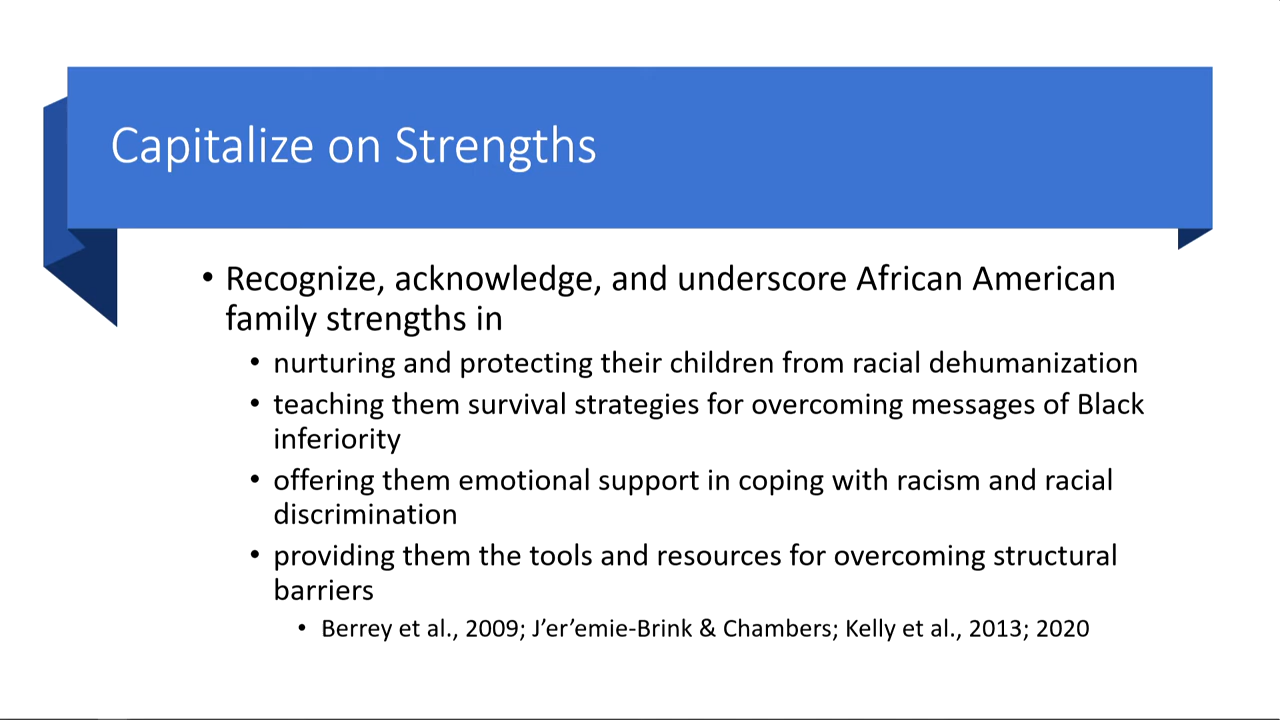 Capitalize on Strengths
• Recognize, acknowledge, and underscore African American
family strengths in
• nurturing and protecting their children from racial dehumanization
• teaching them survival strategies for overcoming messages of Black
inferiority
• offering them emotional support in coping with racism and racial
discrimination
• providing them the tools and resources for overcoming structural
barriers
• Berrey et al., 2009; J’er’emie-Brink & Chambers; Kelly et al., 2013; 2020